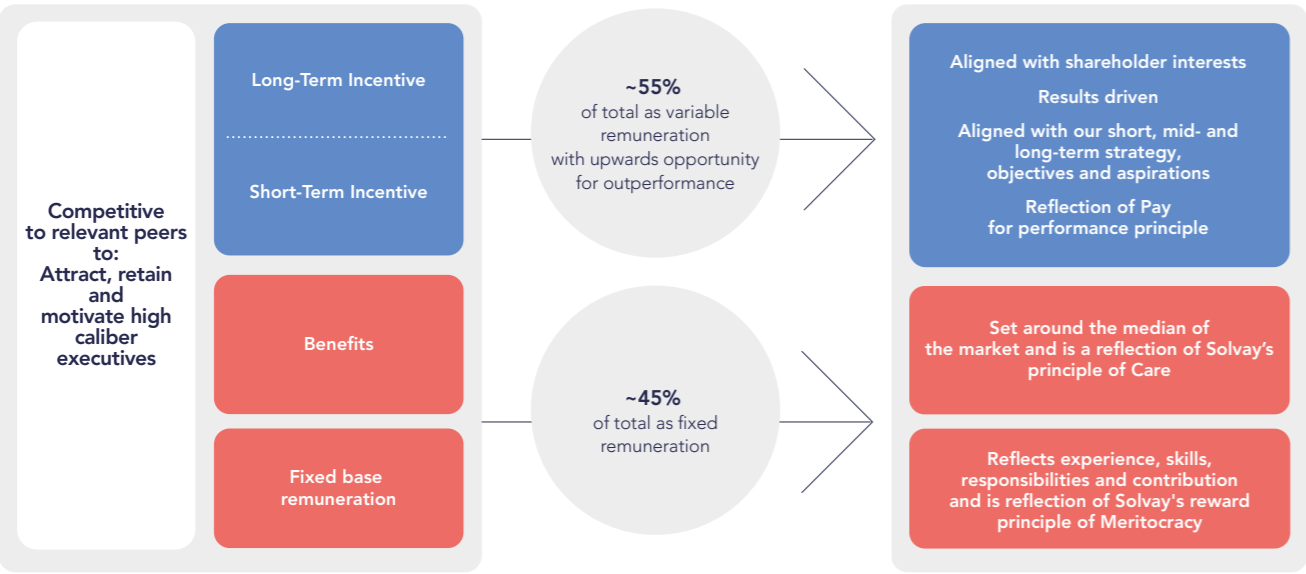 Competitive
to relevant peers
to:
Attract, retain
and
motivate high
caliber
executives
Long-Term Incentive
Short-Term Incentive
Benefits
Fixed base
remuneration
~55%
of total as variable
remuneration
with upwards opportunity
for outperformance
~45%
of total as fixed
remuneration
Aligned with shareholder interests
Results driven
Aligned with our short, mid- and
long-term strategy,
objectives and aspirations
Reflection of Pay
for performance principle
Set around the median of
the market and is a reflection of Solvay’s
principle of Care
Reflects experience, skills,
responsibilities and contribution
and is reflection of Solvay's reward
principle of Meritocracy